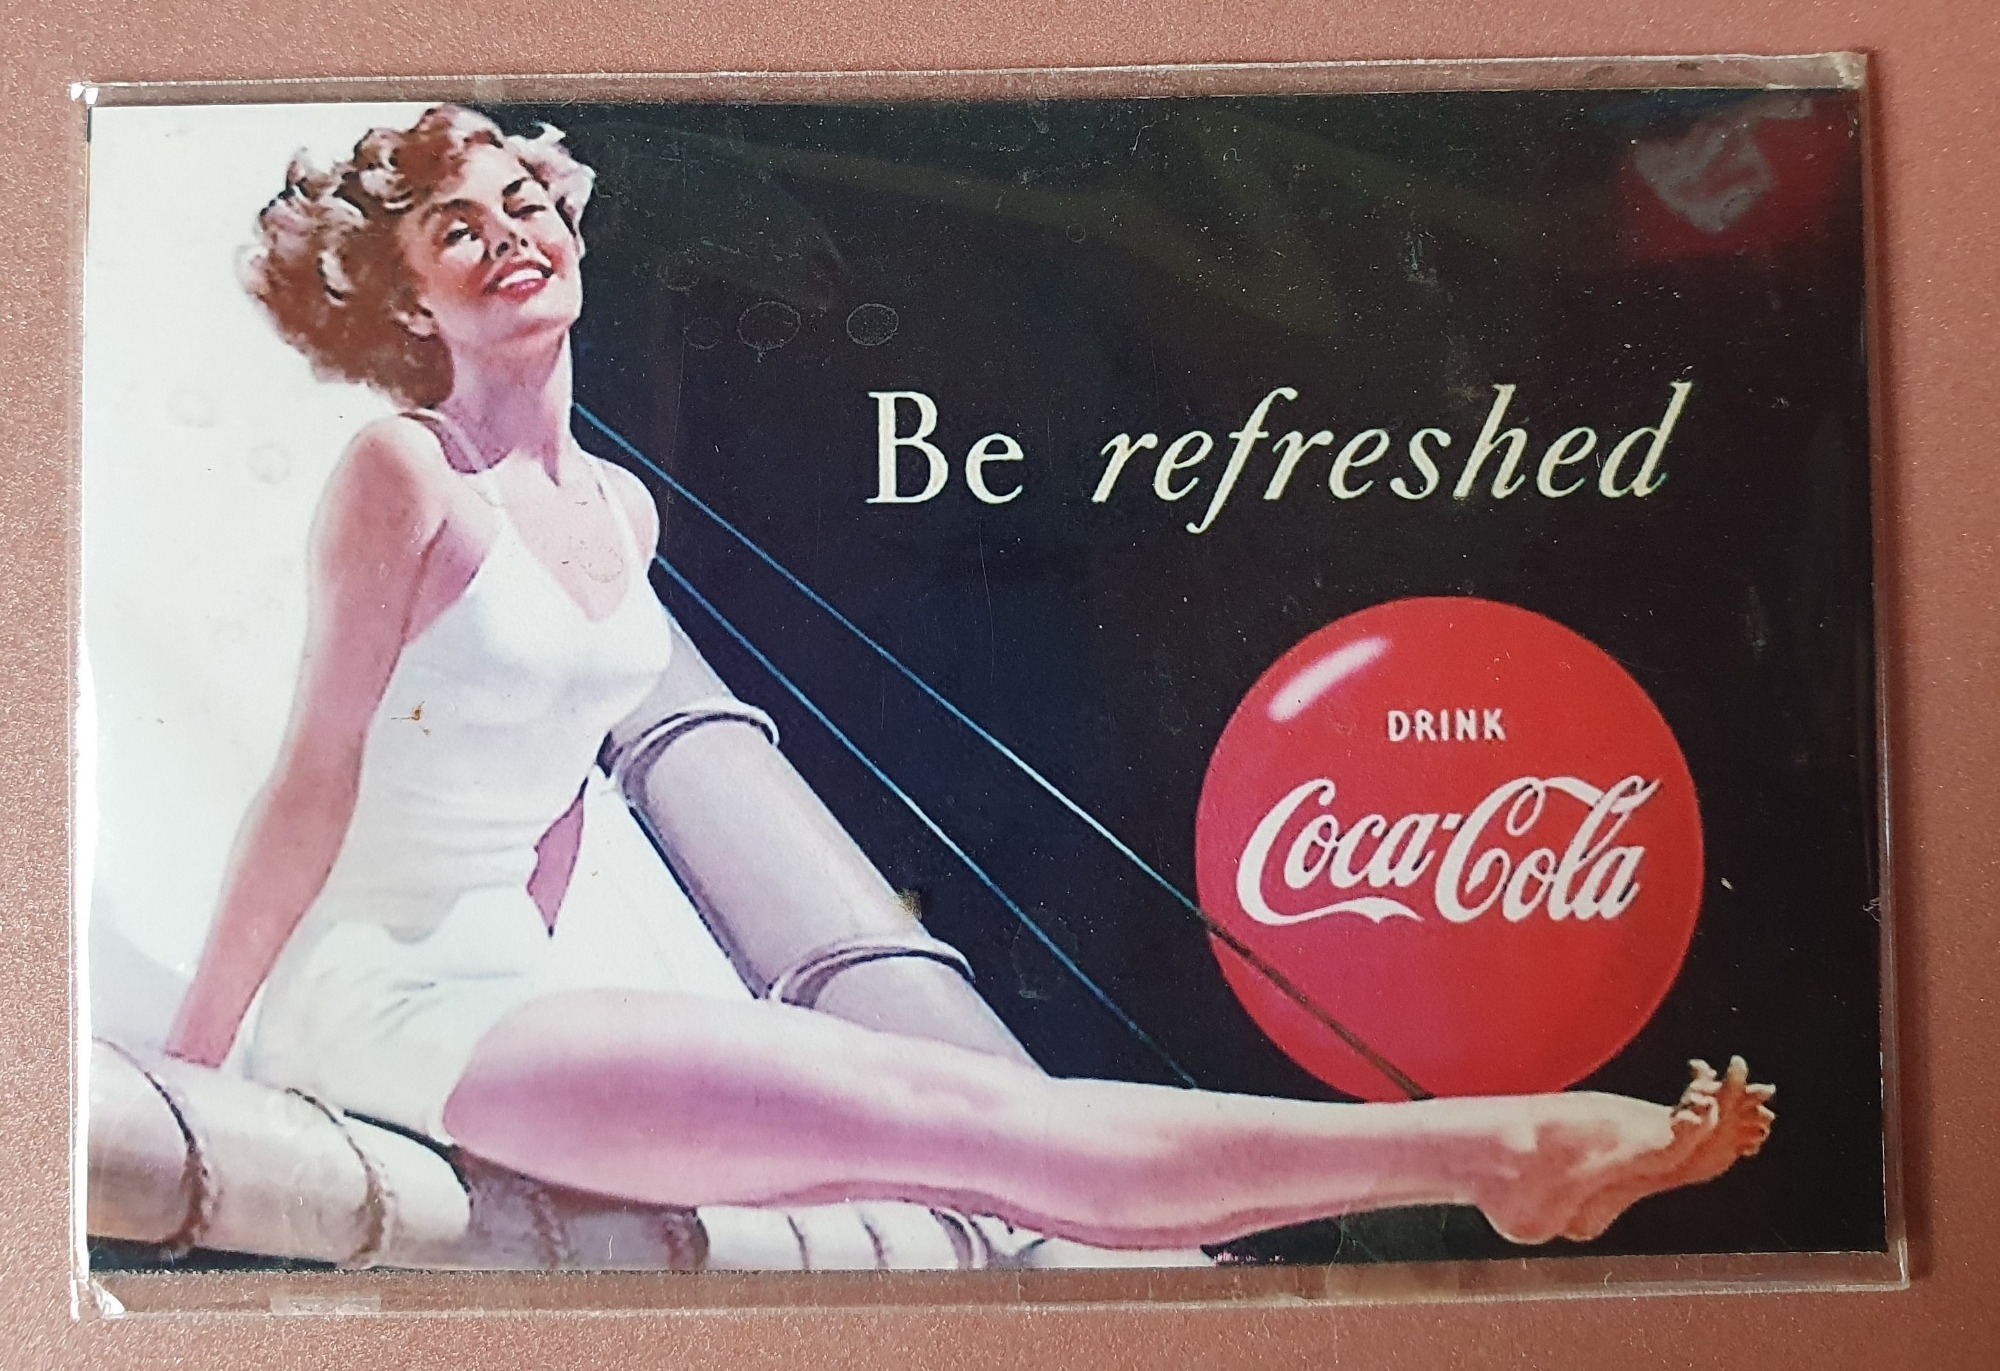 Be refreshed
DRINK
Coca-Cola